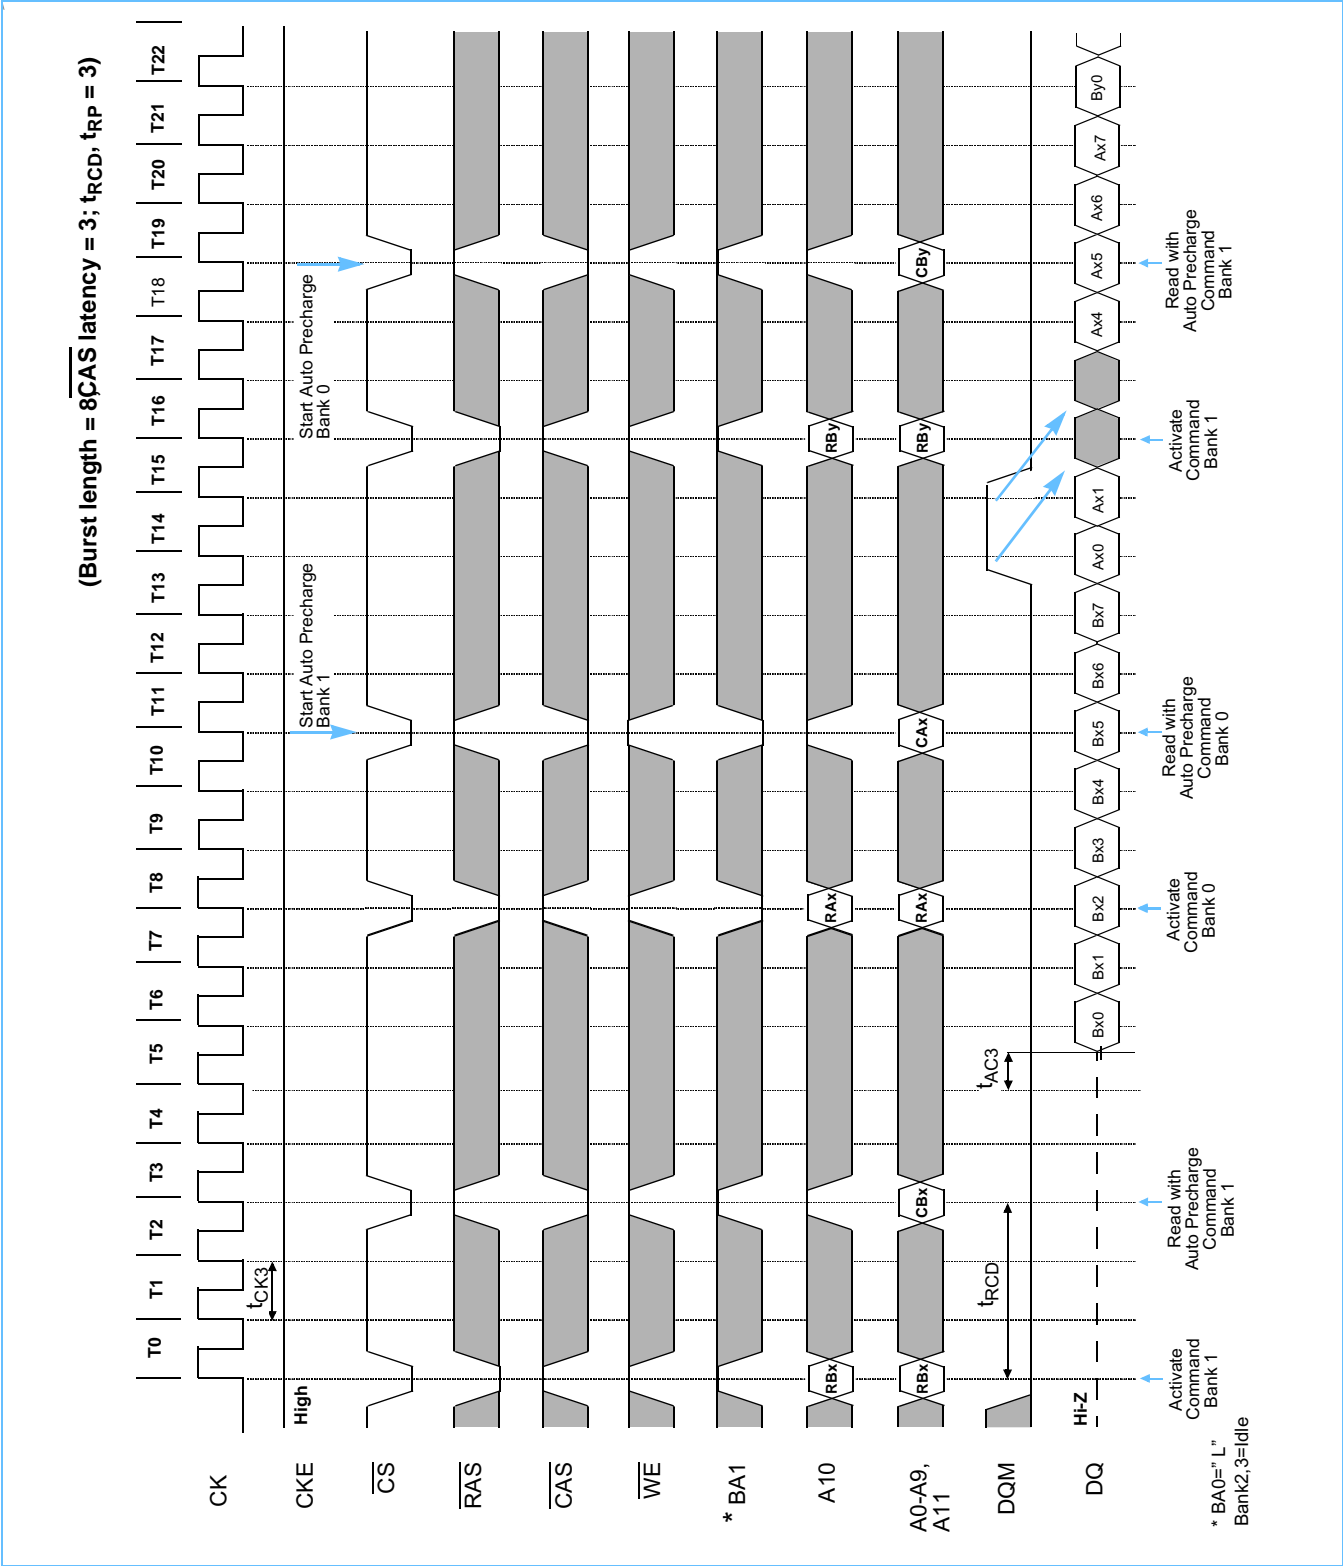 (Burst length = 8, CAS latency = 3; tRCD, tRP = 3)
T0 T1 T2 T3 T4 T5 T6 T7 T8 T9 T10 T11 T12 T13 T14 T15 T16 T17 T18 T19 T20 T21 T22
CK
tCK3
CKE
High
Start Auto Precharge
Bank 1
Start Auto Precharge
Bank 0
CS
RAS
CAS
WE
* BA1
A10
RBx RAx RBy
A0-A9,
A11
RBx CBx RAx CAx RBy CBy
DQM
tRCD
tAC3
DQ
Hi-Z
Bx0 Bx1 Bx2 Bx3 Bx4 Bx5 Bx6 Bx7 Ax0 Ax1 Ax4 Ax5 Ax6 Ax7 By0
Activate
Command
Bank 1
Read with
Auto Precharge
Command
Bank 1
Activate
Command
Bank 0
Read with
Auto Precharge
Command
Bank 0
Activate
Command
Bank 1
Read with
Auto Precharge
Command
Bank 1
* BA0=” L ”
Bank2,3=Idle